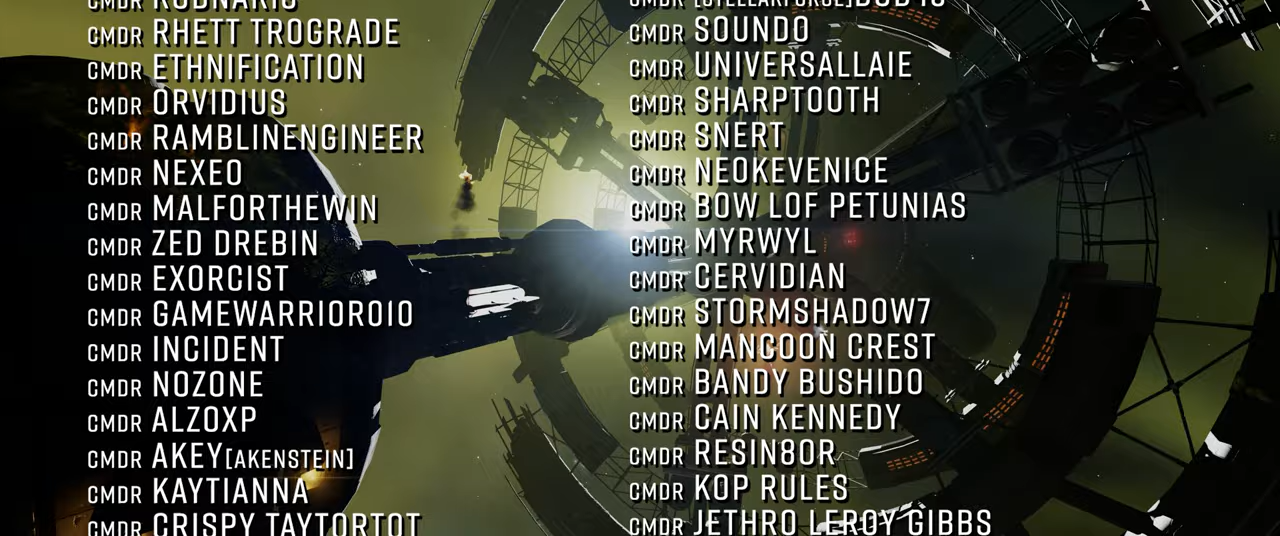 CMDR RHETT TROGRADE
CMDR ETHNIFICATION
CMDR ORVIDIUS
CMDR RAMBLINENGINEER
CMDR NEXEO
CMDR MALFORTHEWIN
CMDR ZED DREBIN
CMDR EXORCIST
CMDR GAMEWARRIOR010
CMDR INCIDENT
CMDR NOZONE
CMDR ALZOXP
CMDR AKEY[AKENSTEIN]
CMDR KAYTIANNA
CMDR CRISPY TAYTORTOT
CMDR SOUNDO
CMDR UNIVERSALLAIE
CMDR SHARPTOOTH
CMDR SNERT
CMDR NEOKEVENICE
CMDR BOW LOF PETUNIAS
CMDR MYRWYL
CMDR CERVIDIAN
CMDR STORMSHADOW7
CMDR MANGOON CREST
CMDR BANDY BUSHIDO
CMDR CAIN KENNEDY
CMDR RESIN8OR
CMDR KOP RULES
CMDR JETHRO LEROY GIBBS